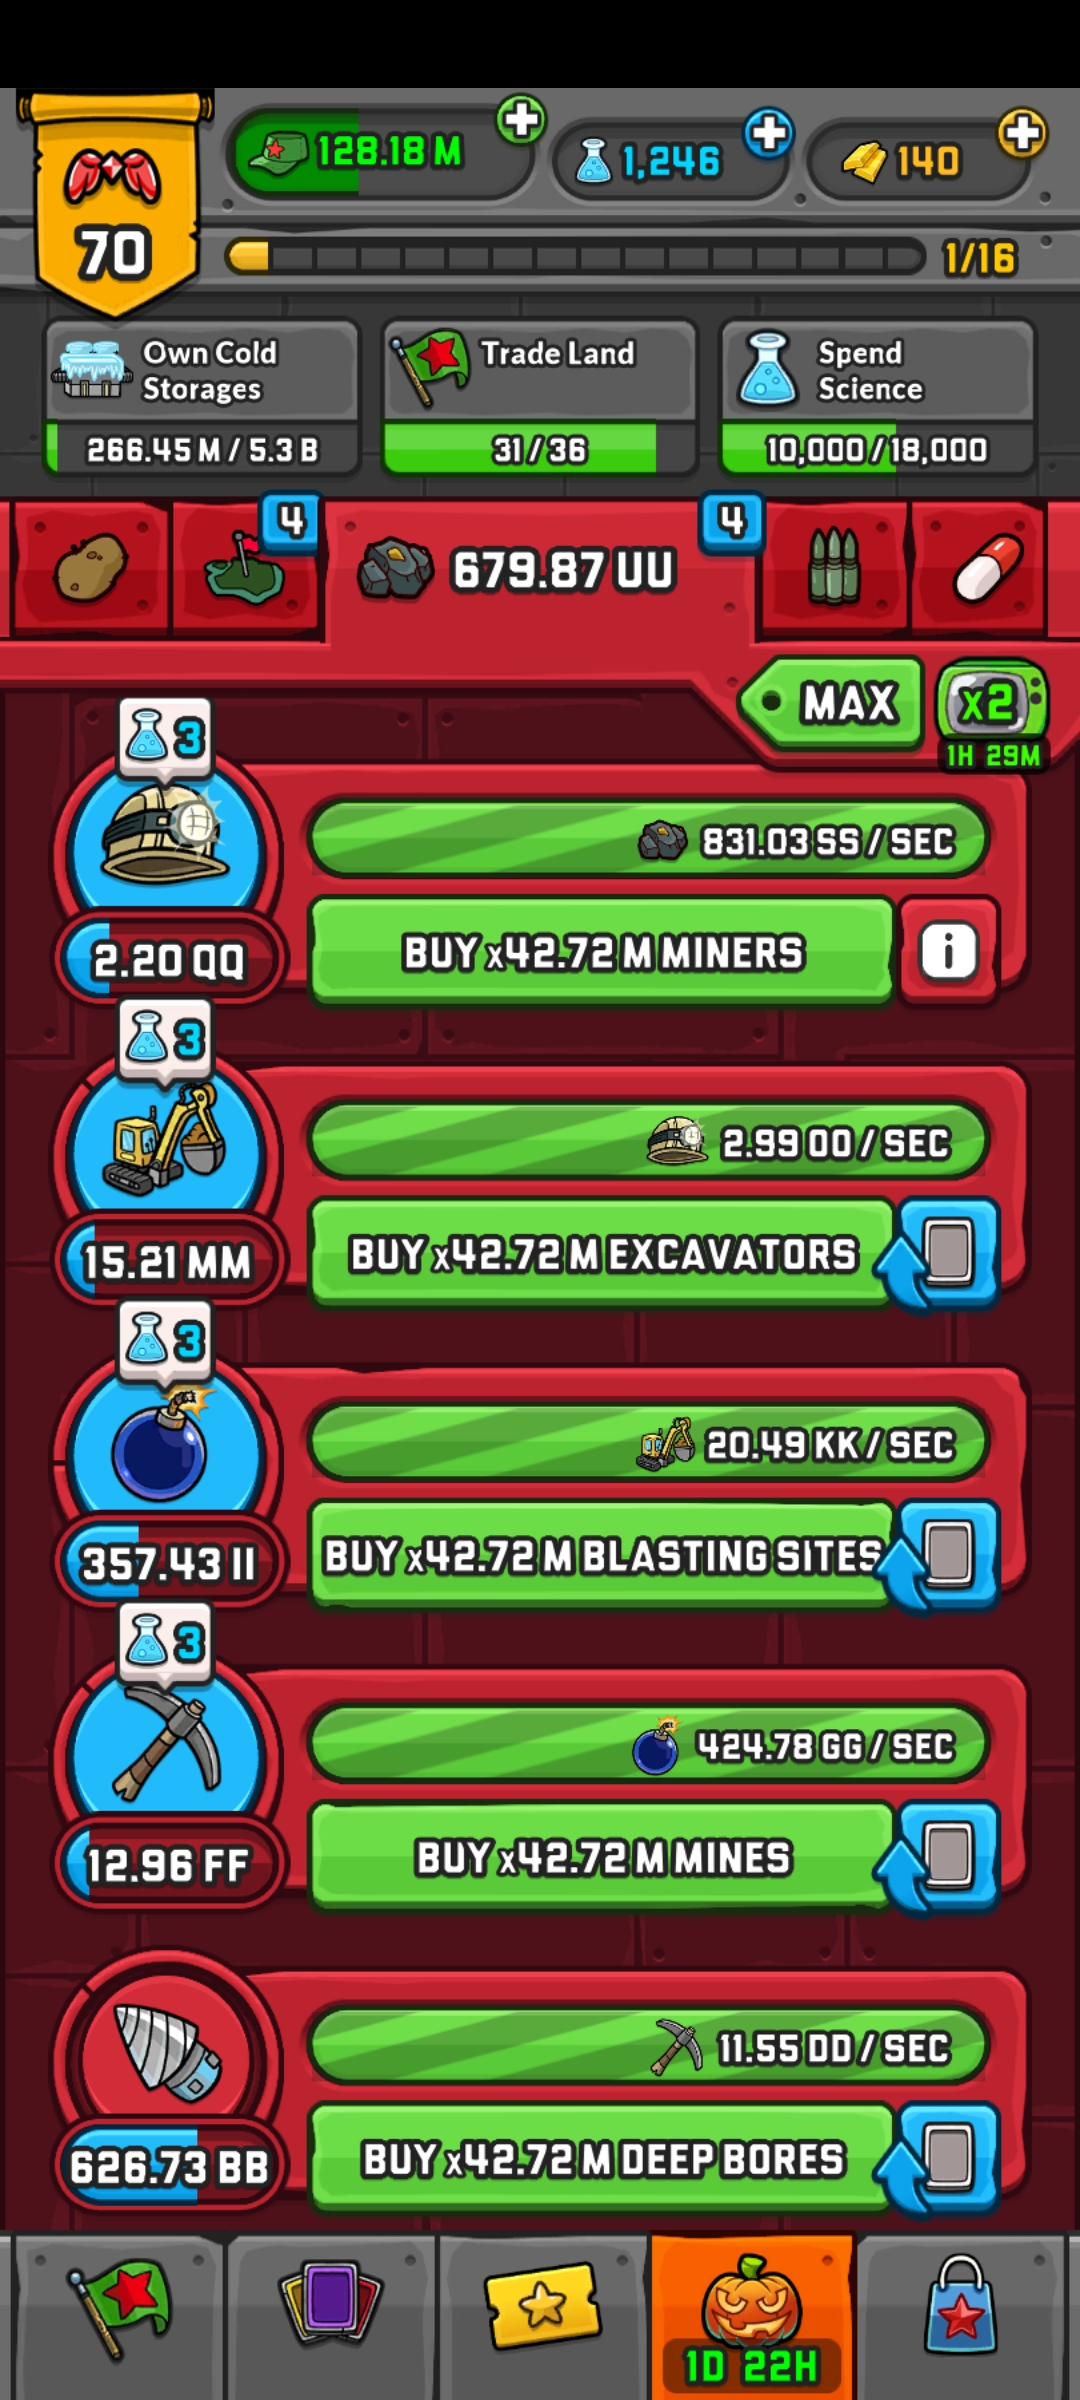 70
128.18 M
1,246
140
1/16
Own Cold
Storages
266.45 M / 5.3 B
Trade Land
31 / 36
Spend
Science
10,000/18,000
4
679.87 UU
4
MAX
x2
1H 29M
3
831.03 SS / SEC
2.20 QQ
BUY x42.72 M MINERS
i
3
2.99 OO / SEC
15.21 MM
BUY x42.72 M EXCAVATORS
3
20.49 KK / SEC
357.43 II
BUY x42.72 M BLASTING SITES
3
424.78 GG / SEC
12.96 FF
BUY x42.72 M MINES
11.55 DD / SEC
626.73 BB
BUY x42.72 M DEEP BORES
1D 22H